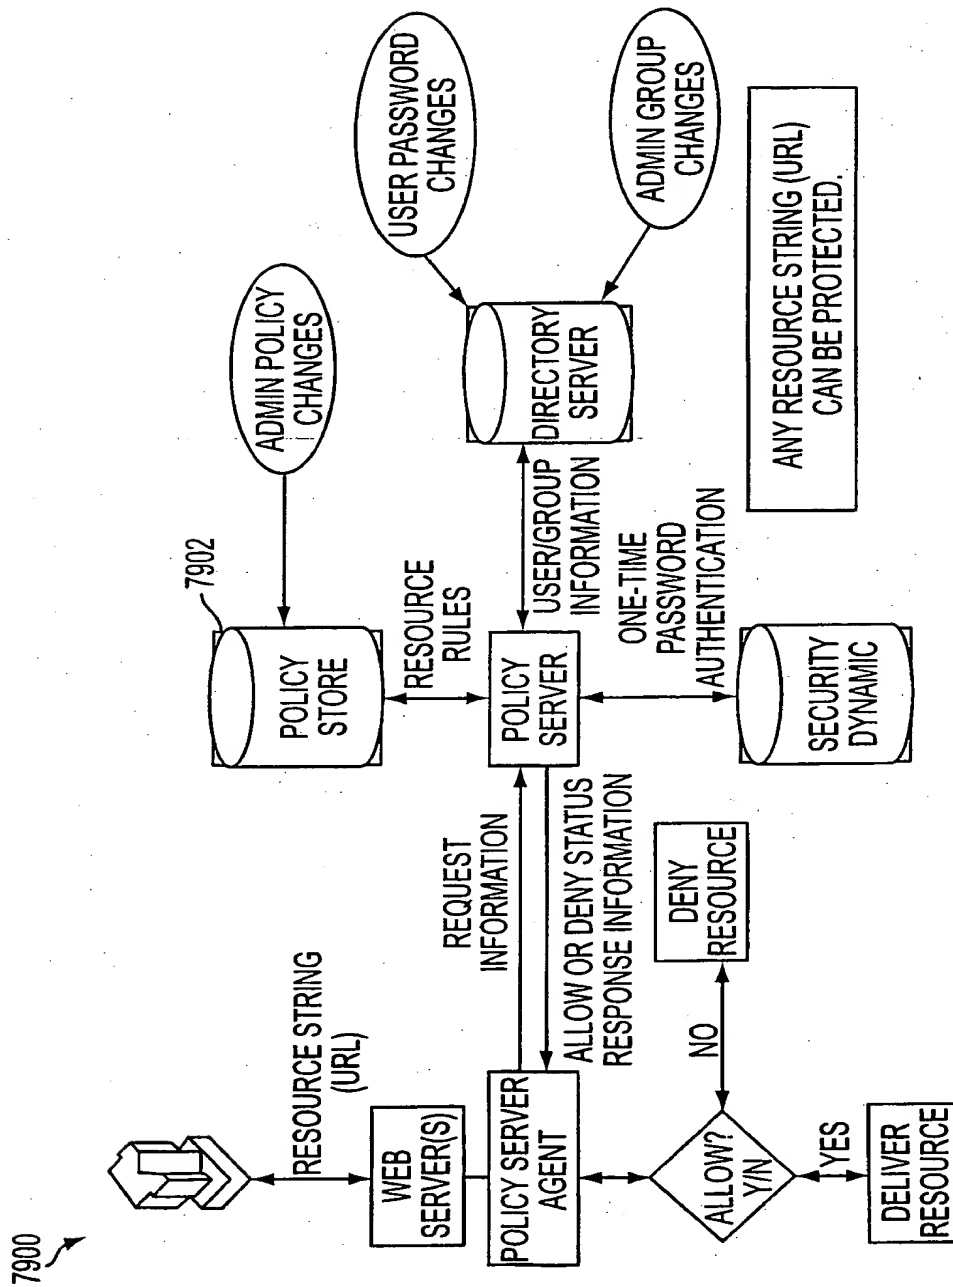 7900
RESOURCE STRING
(URL)
WEB
SERVER(S)
POLICY SERVER
AGENT
REQUEST
INFORMATION
ALLOW OR DENY STATUS
RESPONSE INFORMATION
ALLOW?
Y/N
NO
DENY
RESOURCE
YES
DELIVER
RESOURCE
7902
POLICY
STORE
RESOURCE
RULES
POLICY
SERVER
ONE-TIME
PASSWORD
AUTHENTICATION
SECURITY
DYNAMIC
ADMIN POLICY
CHANGES
USER/GROUP
INFORMATION
DIRECTORY
SERVER
USER PASSWORD
CHANGES
ADMIN GROUP
CHANGES
ANY RESOURCE STRING (URL)
CAN BE PROTECTED.